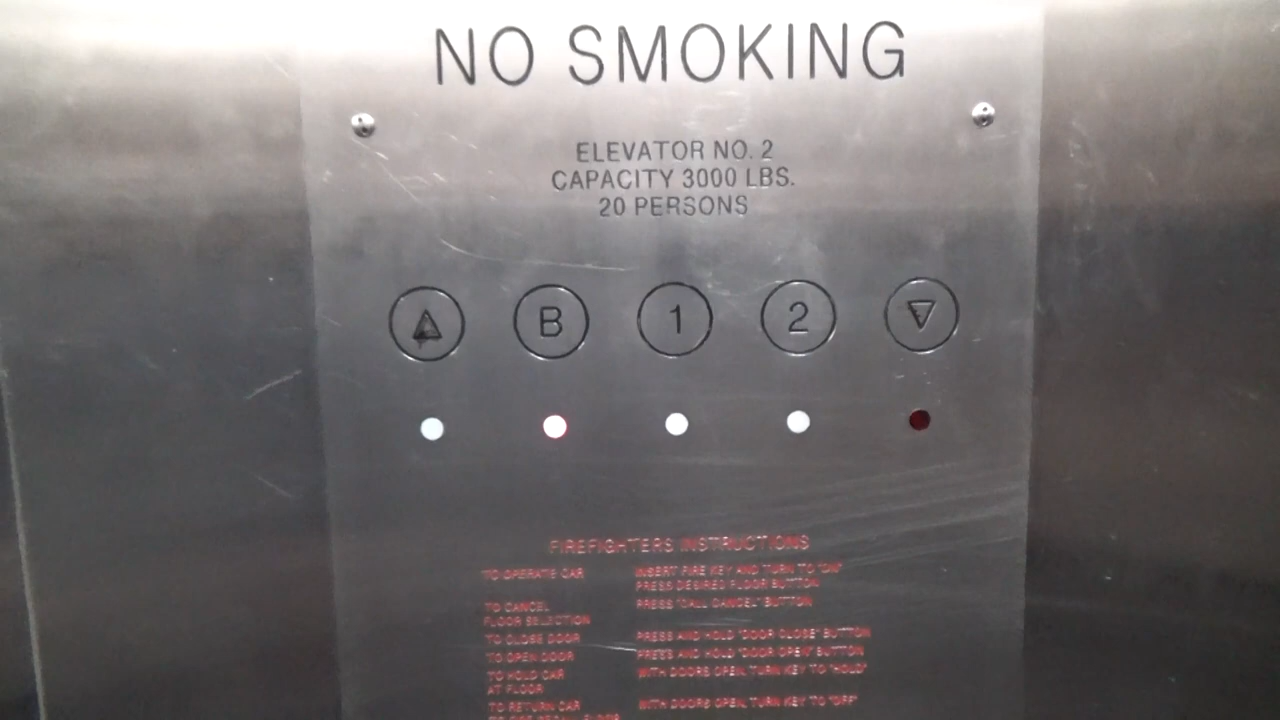 NO SMOKING
ELEVATOR NO. 2
CAPACITY 3000 LBS.
20 PERSONS
B 1 2
FIREFIGHTERS INSTRUCTIONS
TO OPERATE CAR INSERT FIRE KEY AND TURN TO "ON"
PRESS DESIRED FLOOR BUTTON
TO CANCEL PRESS "CALL CANCEL" BUTTON
FLOOR SELECTION
TO CLOSE DOOR PRESS AND HOLD "DOOR CLOSE" BUTTON
TO OPEN DOOR PRESS AND HOLD "DOOR OPEN" BUTTON
TO HOLD CAR WITH DOORS OPEN, TURN KEY TO "HOLD"
AT FLOOR
TO RETURN CAR WITH DOORS OPEN, TURN KEY TO "OFF"